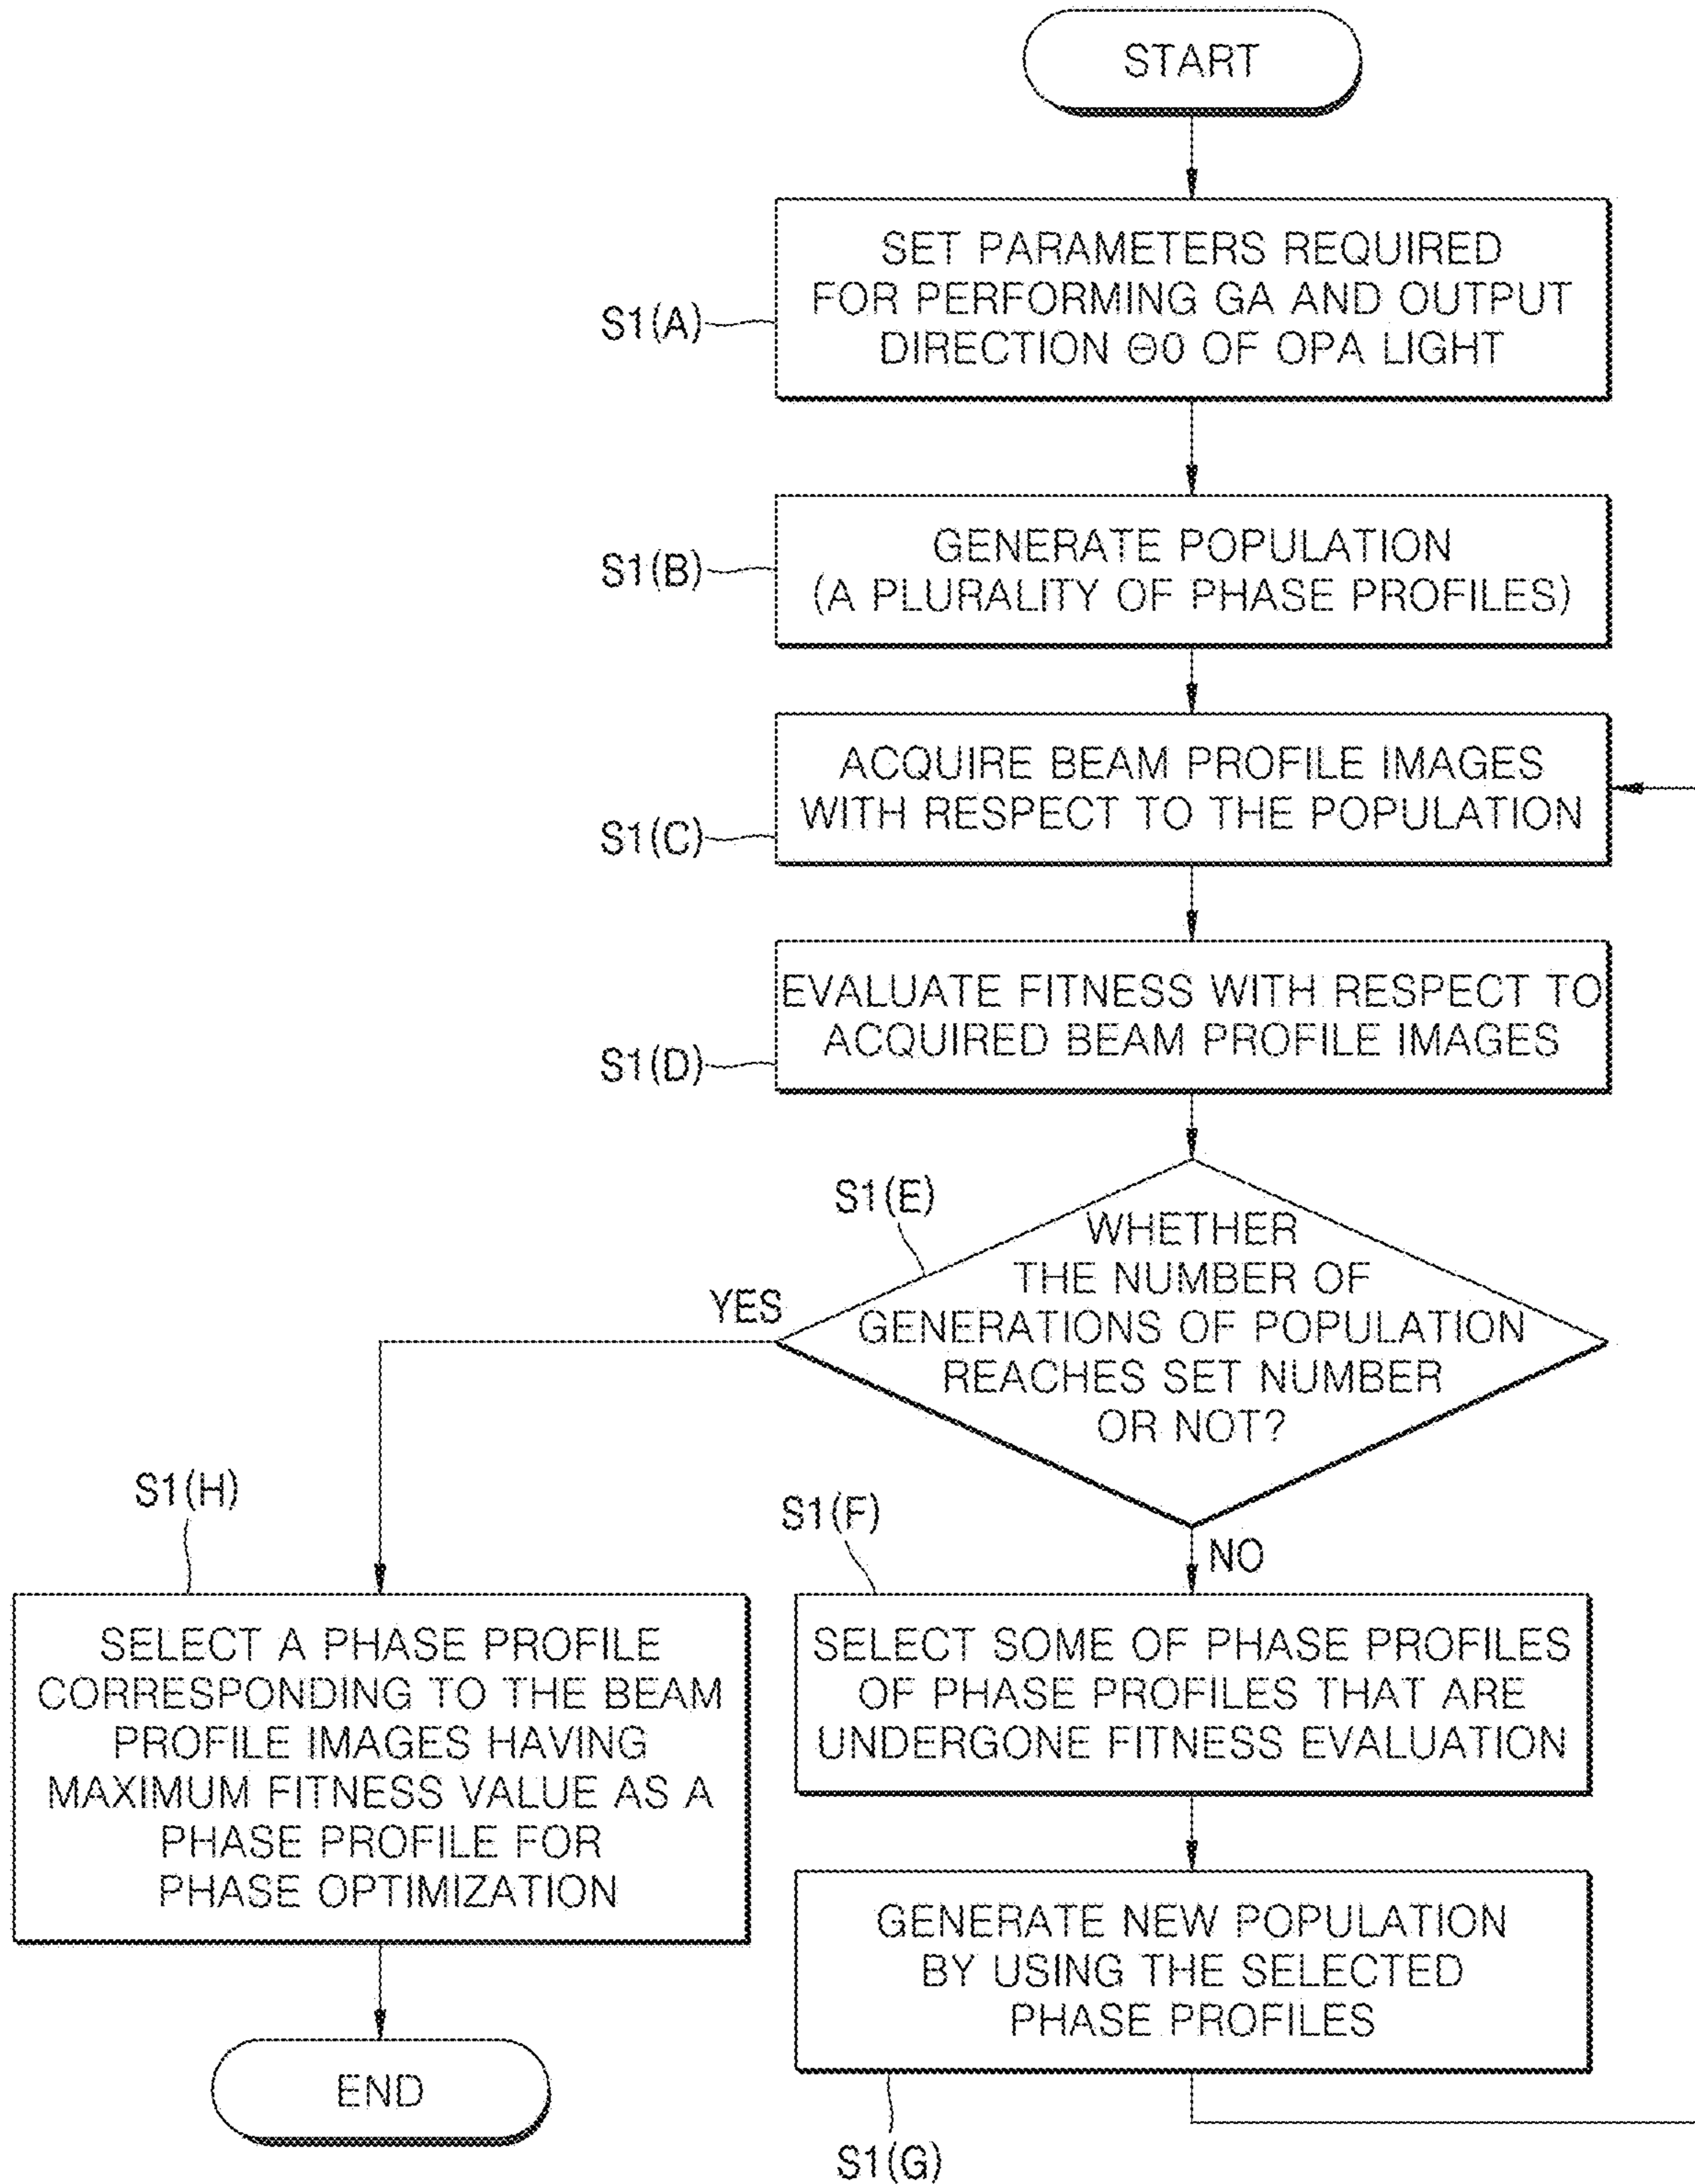 START
SET PARAMETERS REQUIRED
FOR PERFORMING GA AND OUTPUT
DIRECTION Θ0 OF OPA LIGHT
S1(A)
GENERATE POPULATION
(A PLURALITY OF PHASE PROFILES)
S1(B)
ACQUIRE BEAM PROFILE IMAGES
WITH RESPECT TO THE POPULATION
S1(C)
EVALUATE FITNESS WITH RESPECT TO
ACQUIRED BEAM PROFILE IMAGES
S1(D)
S1(E)
WHETHER
THE NUMBER OF
GENERATIONS OF POPULATION
REACHES SET NUMBER
OR NOT?
YES
NO
S1(H)
SELECT A PHASE PROFILE
CORRESPONDING TO THE BEAM
PROFILE IMAGES HAVING
MAXIMUM FITNESS VALUE AS A
PHASE PROFILE FOR
PHASE OPTIMIZATION
END
S1(F)
SELECT SOME OF PHASE PROFILES
OF PHASE PROFILES THAT ARE
UNDERGONE FITNESS EVALUATION
GENERATE NEW POPULATION
BY USING THE SELECTED
PHASE PROFILES
S1(G)